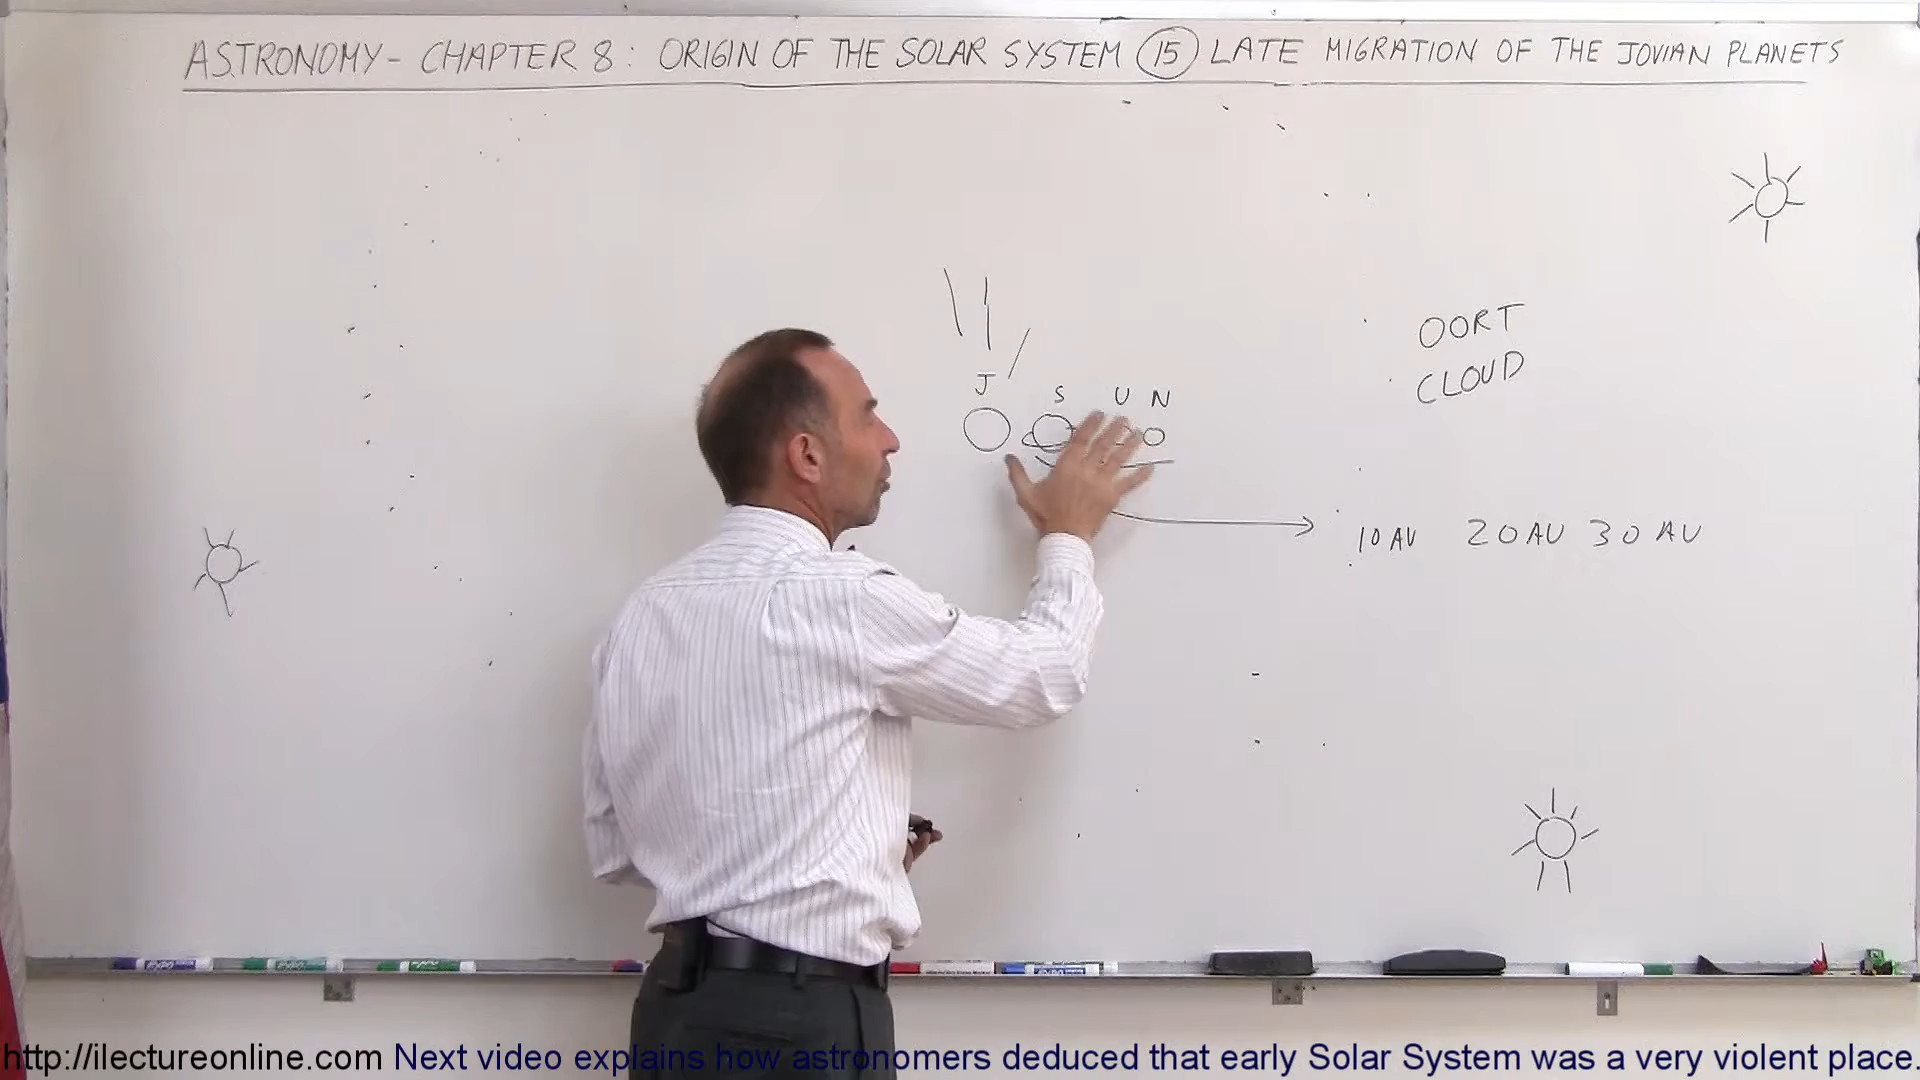 ASTRONOMY - CHAPTER 8 : ORIGIN OF THE SOLAR SYSTEM 15 LATE MIGRATION OF THE JOVIAN PLANETS
OORT
CLOUD
J
S U N
10 AU 20 AU 30 AU
http://ilectureonline.com Next video explains how astronomers deduced that early Solar System was a very violent place.